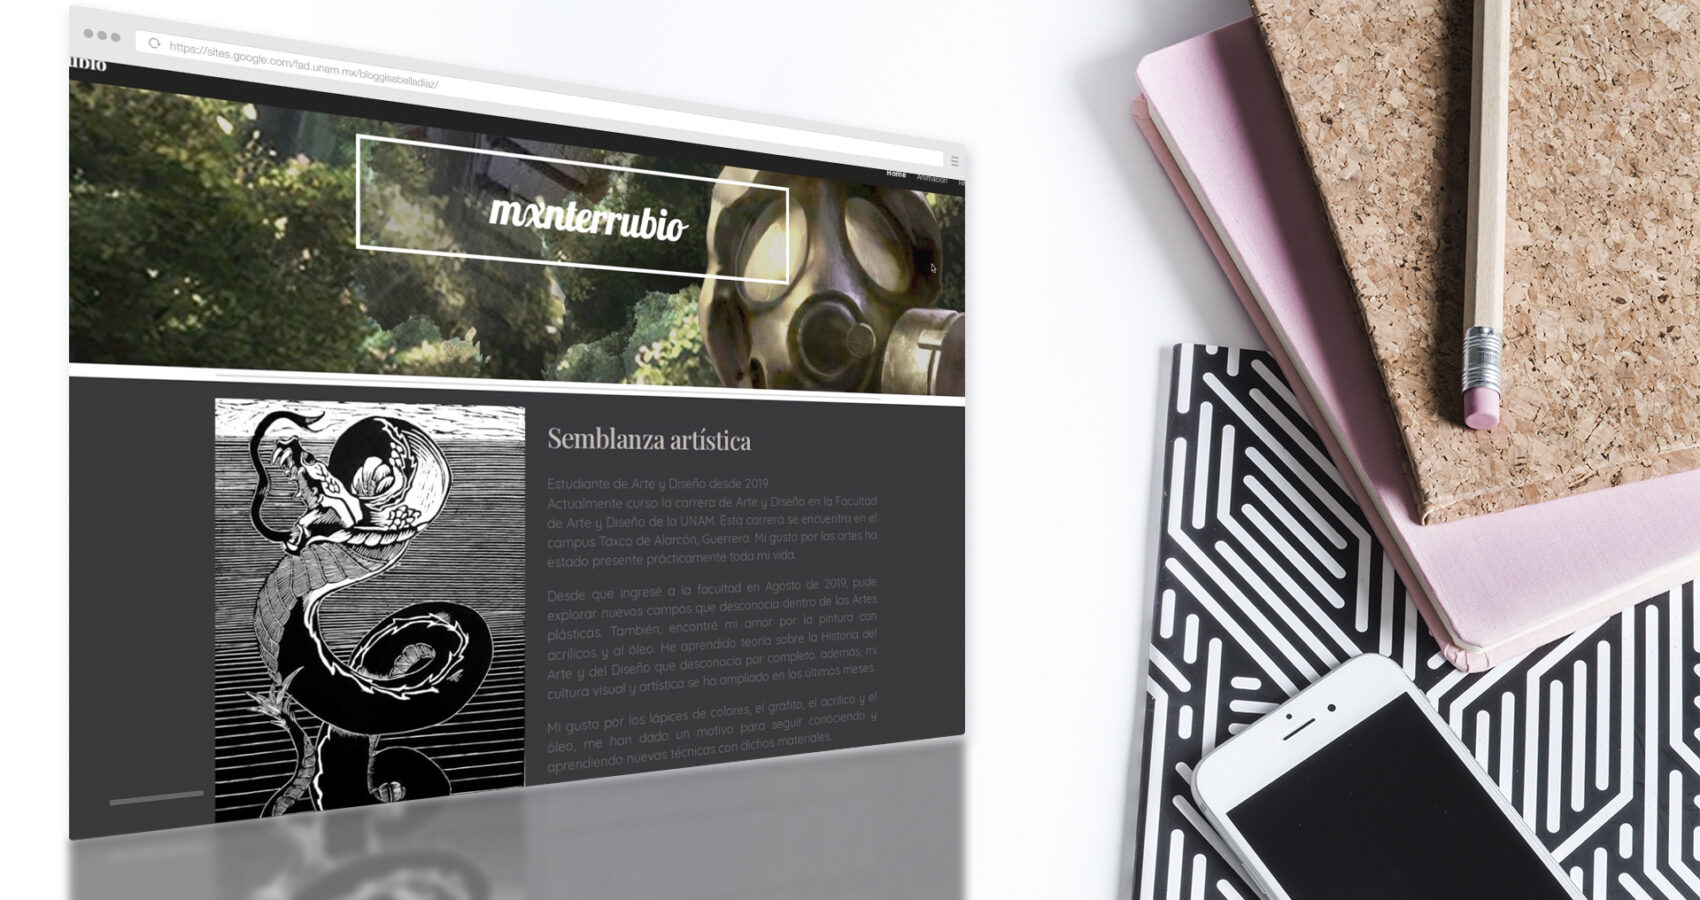 https://sites.google.com/fad.unam.mx/bloggisabelladiaz/
Home Animación
mxnterrubio
Semblanza artística
Estudiante de Arte y Diseño desde 2019.
Actualmente curso la carrera de Arte y Diseño en la Facultad
de Arte y Diseño de la UNAM. Esta carrera se encuentra en el
campus Taxco de Alarcón, Guerrero. Mi gusto por las artes ha
estado presente prácticamente toda mi vida.
Desde que ingresé a la facultad en Agosto de 2019, pude
explorar nuevos campos que desconocía dentro de las Artes
plásticas. También, encontré mi amor por la pintura con
acrílicos y al óleo. He aprendido teoría sobre la Historia del
Arte y del Diseño que desconocía por completo. además, mi
cultura visual y artística se ha ampliado en los últimos meses.
Mi gusto por los lápices de colores, el grafito, el acrílico y el
óleo, me han dado un motivo para seguir conociendo y
aprendiendo nuevas técnicas con dichos materiales.